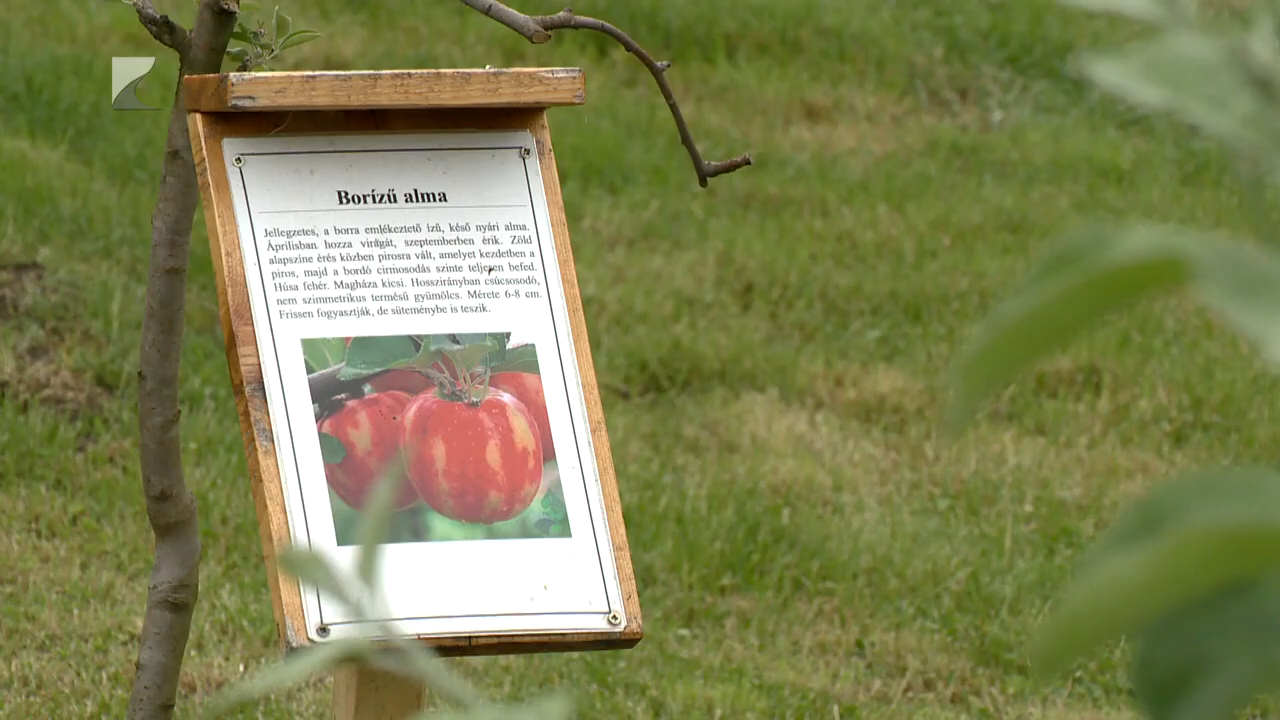 Borízű alma
Jellegzetes, a borra emlékeztető ízű, késő nyári alma.
Áprilisban hozza virágát, szeptemberben érik. Zöld
alapszíne érés közben pirosra vált, amelyet kezdetben a
piros, majd a bordó cirmosodás szinte teljesen befed.
Húsa fehér. Magháza kicsi. Hosszirányban csúcsosodó,
nem szimmetrikus termésű gyümölcs. Mérete 6-8 cm.
Frissen fogyasztják, de süteménybe is teszik.